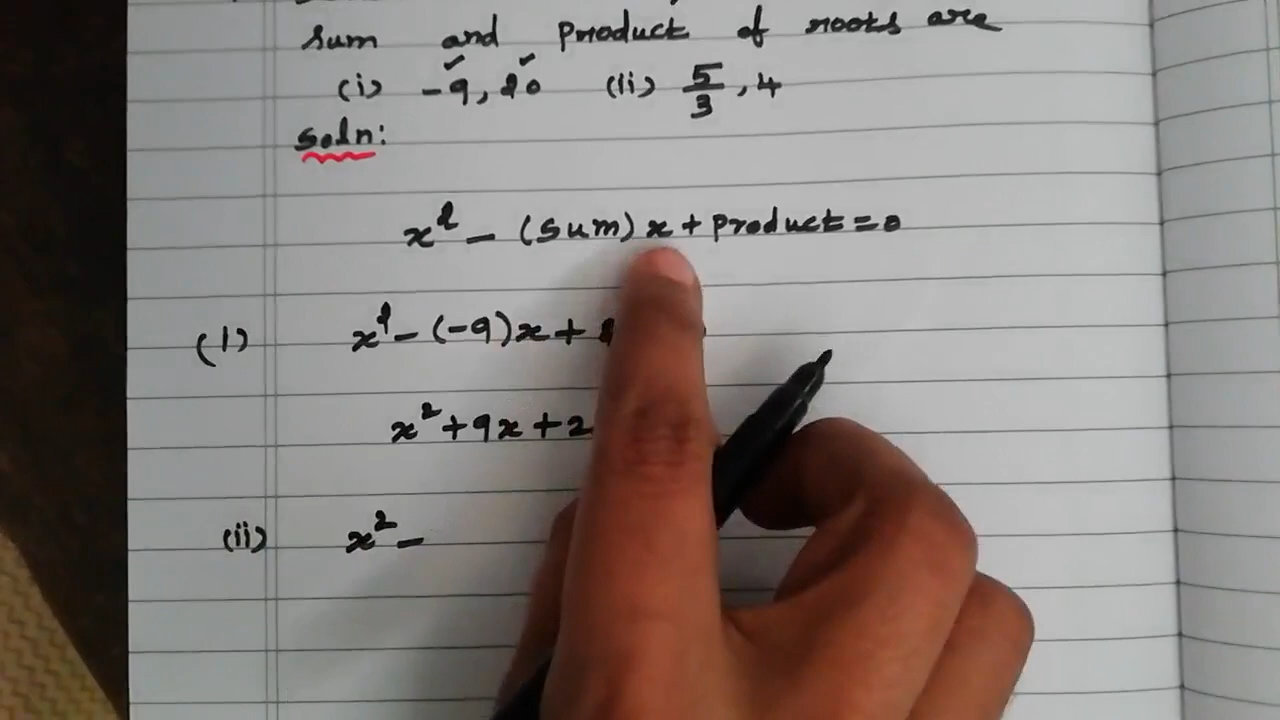 Sum and Product of roots are
(i) -9, 20 (ii) 5/3, 4
Soln:
x² - (Sum) x + Product = 0
(i) x² - (-9)x +
x² + 9x + 2
(ii) x² -